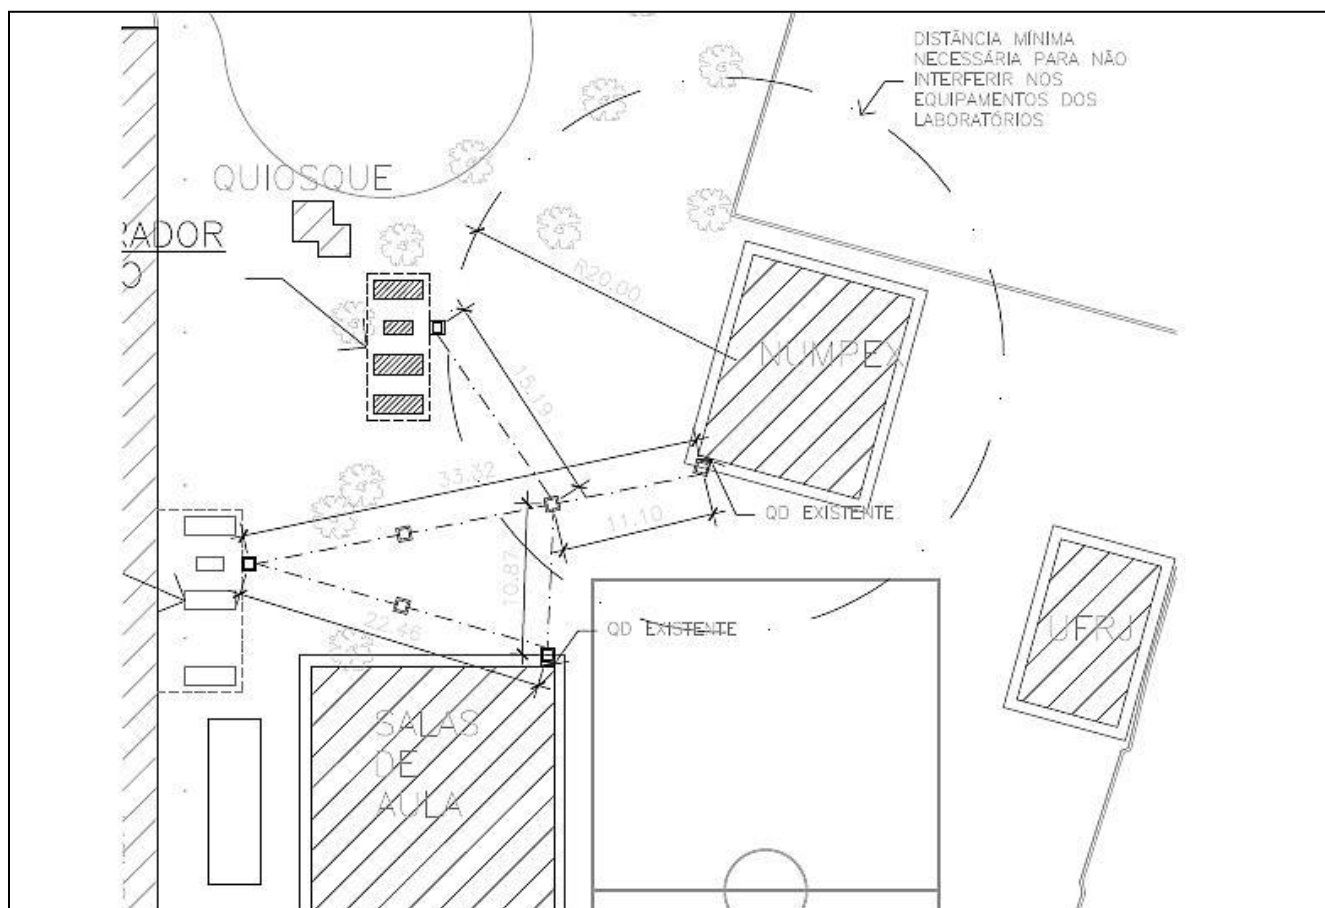 DISTÂNCIA MÍNIMA
NECESSÁRIA PARA NÃO
INTERFERIR NOS
EQUIPAMENTOS DOS
LABORATÓRIOS
QUIOSQUE
RADOR
R20.00
NUMPEX
15.19
33.32
11.10
QD EXISTENTE
10.87
22.46
QD EXISTENTE
UFRJ
SALAS
DE
AULA